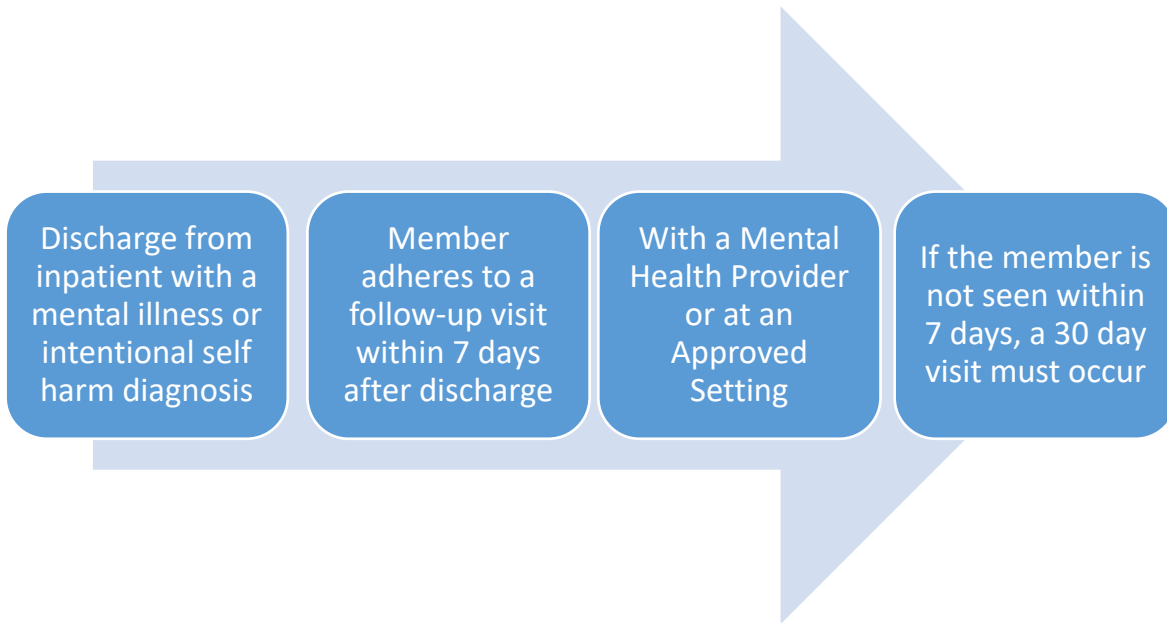 Discharge from
inpatient with a
mental illness or
intentional self
harm diagnosis
Member
adheres to a
follow-up visit
within 7 days
after discharge
With a Mental
Health Provider
or at an
Approved
Setting
If the member is
not seen within
7 days, a 30 day
visit must occur